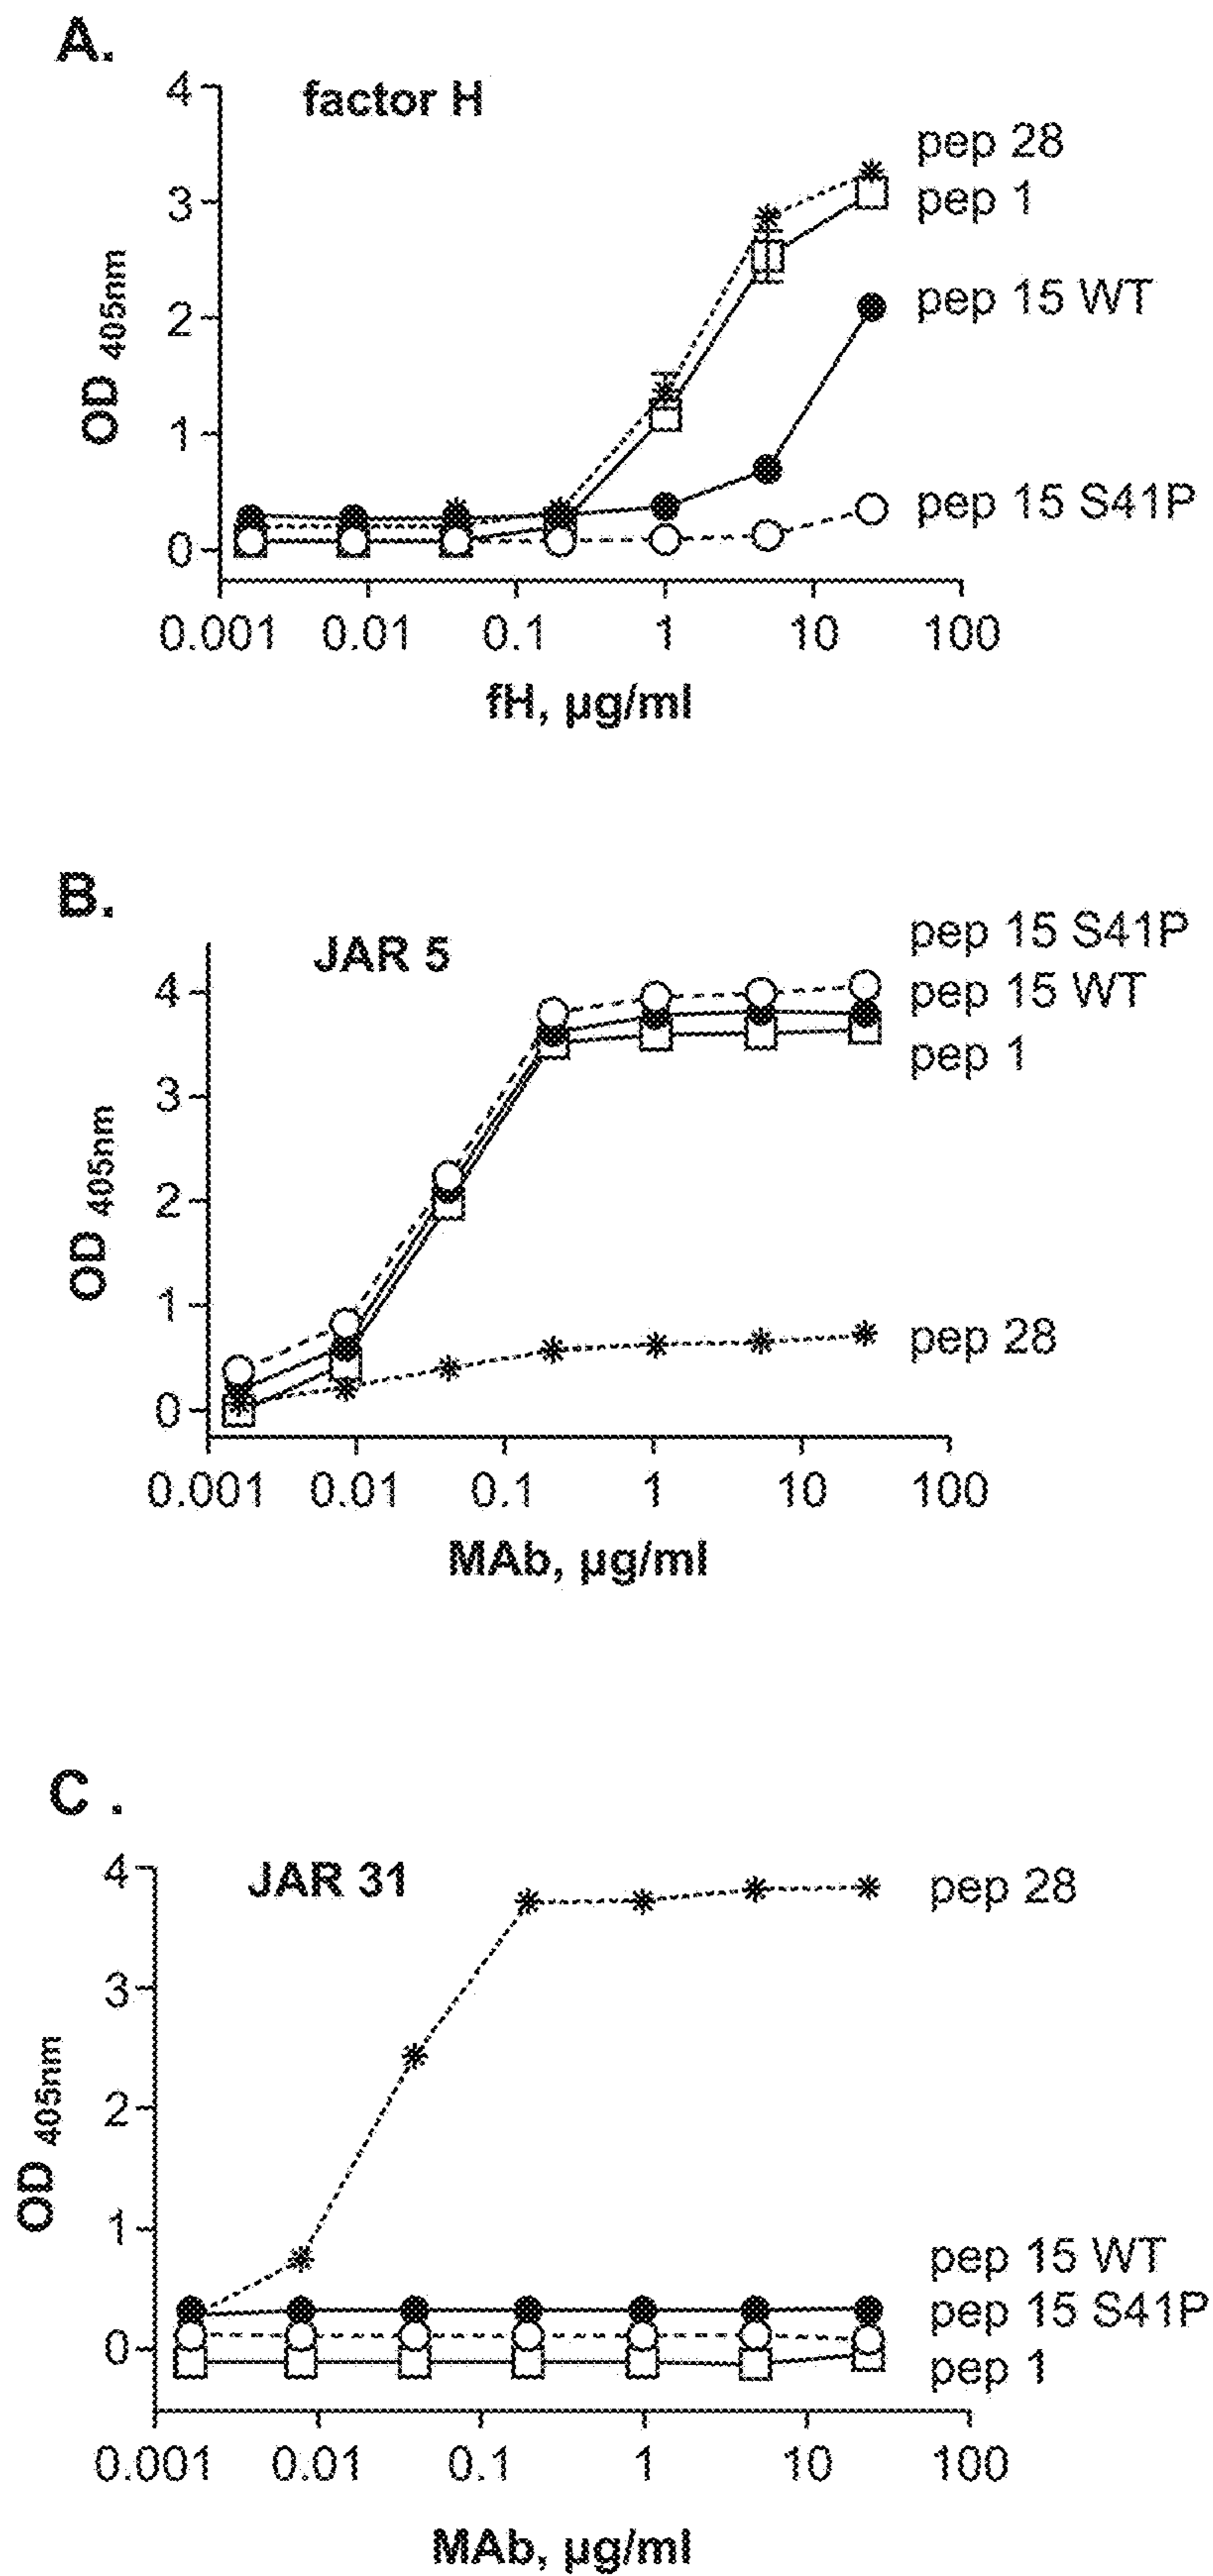 A.
factor H
4
3
2
1
0
OD 405nm
pep 28
pep 1
pep 15 WT
pep 15 S41P
0.001 0.01 0.1 1 10 100
fH, µg/ml
B.
JAR 5
4
3
2
1
0
OD 405nm
pep 15 S41P
pep 15 WT
pep 1
pep 28
0.001 0.01 0.1 1 10 100
MAb, µg/ml
C .
JAR 31
4
3
2
1
0
OD 405nm
pep 28
pep 15 WT
pep 15 S41P
pep 1
0.001 0.01 0.1 1 10 100
MAb, µg/ml